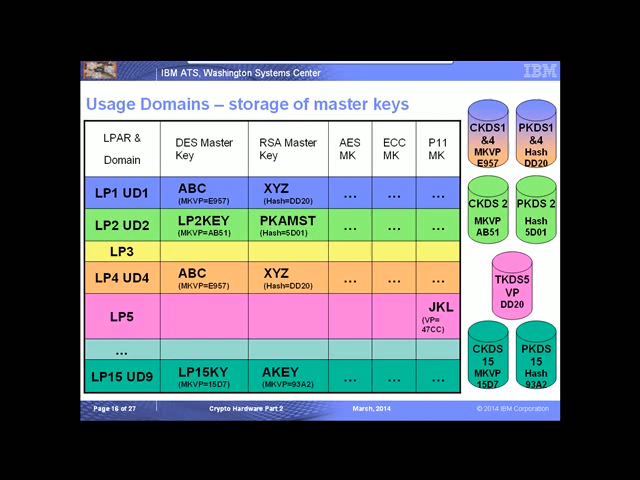 IBM ATS, Washington Systems Center
IBM
Usage Domains – storage of master keys
LPAR & Domain DES Master Key RSA Master Key AES MK ECC MK P11 MK
LP1 UD1 ABC (MKVP=E957) XYZ (Hash=DD20) ... ... ...
LP2 UD2 LP2KEY (MKVP=AB51) PKAMST (Hash=5D01) ... ... ...
LP3
LP4 UD4 ABC (MKVP=E957) XYZ (Hash=DD20) ... ... ...
LP5 JKL (VP= 47CC)
...
LP15 UD9 LP15KY (MKVP=15D7) AKEY (MKVP=93A2) ... ... ...
CKDS1 &4 MKVP E957
PKDS1 &4 Hash DD20
CKDS 2 MKVP AB51
PKDS 2 Hash 5D01
TKDS5 VP DD20
CKDS 15 MKVP 15D7
PKDS 15 Hash 93A2
Page 16 of 27 Crypto Hardware Part 2 March, 2014 © 2014 IBM Corporation